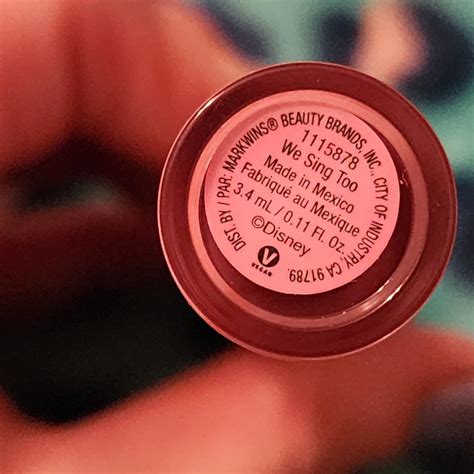 DIST. BY / PAR: MARKWINS® BEAUTY BRANDS, INC., CITY OF INDUSTRY, CA 91789.
1115878
We Sing Too
Made in Mexico
Fabriqué au Mexique
3.4 mL / 0.11 Fl. Oz.
©Disney
V
VEGAN